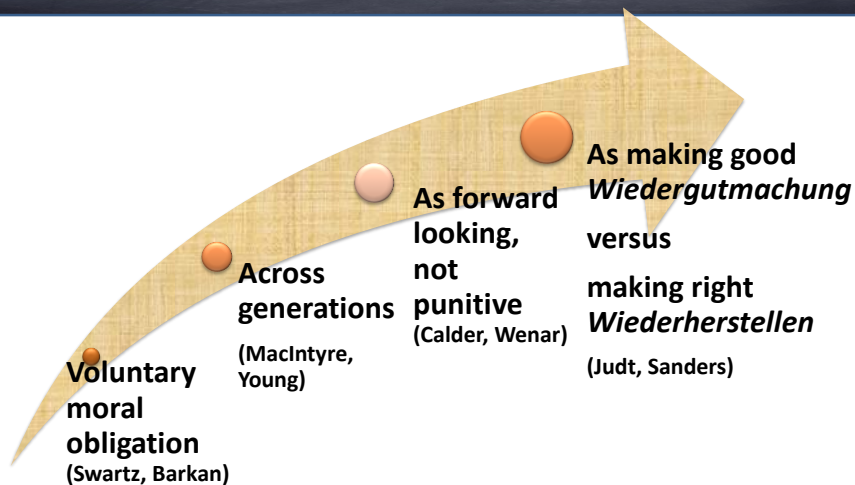 Voluntary
moral
obligation
(Swartz, Barkan)
Across
generations
(MacIntyre,
Young)
As forward
looking,
not
punitive
(Calder, Wenar)
As making good
Wiedergutmachung
versus
making right
Wiederherstellen
(Judt, Sanders)